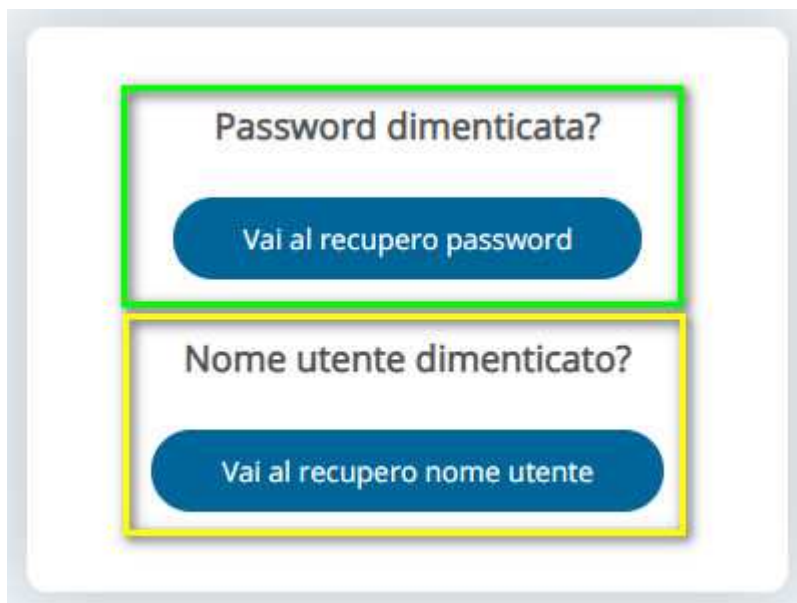 Password dimenticata?
Vai al recupero password
Nome utente dimenticato?
Vai al recupero nome utente